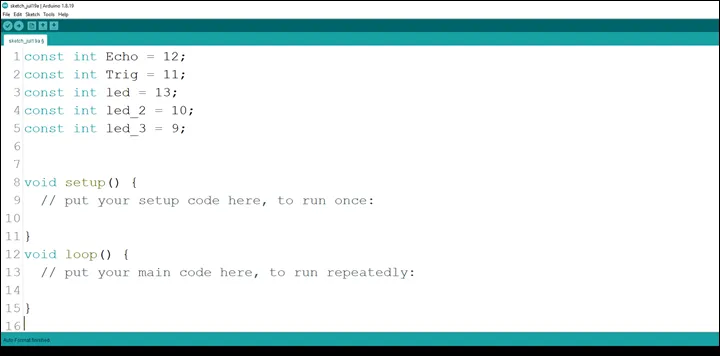 sketch_jul19a | Arduino 1.8.19
File Edit Sketch Tools Help
sketch_jul19a §
1 const int Echo = 12;
2 const int Trig = 11;
3 const int led = 13;
4 const int led_2 = 10;
5 const int led_3 = 9;
6
7
8 void setup() {
9 // put your setup code here, to run once:
10
11 }
12 void loop() {
13 // put your main code here, to run repeatedly:
14
15 }
16
Auto Format finished.